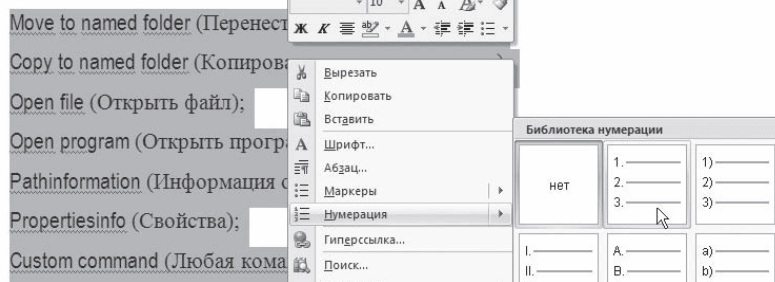 Move to named folder (Перенест
Copy to named folder (Копирова
Open file (Открыть файл);
Open program (Открыть програ
Pathinformation (Информация о
Propertiesinfo (Свойства);
Custom command (Любая кома
10 A A
Ж К ab A
Вырезать
Копировать
Вставить
A Шрифт...
Абзац...
Маркеры
Нумерация
Гиперссылка...
Поиск...
Библиотека нумерации
нет
1.
2.
3.
1)
2)
3)
I.
II.
A.
B.
a)
b)